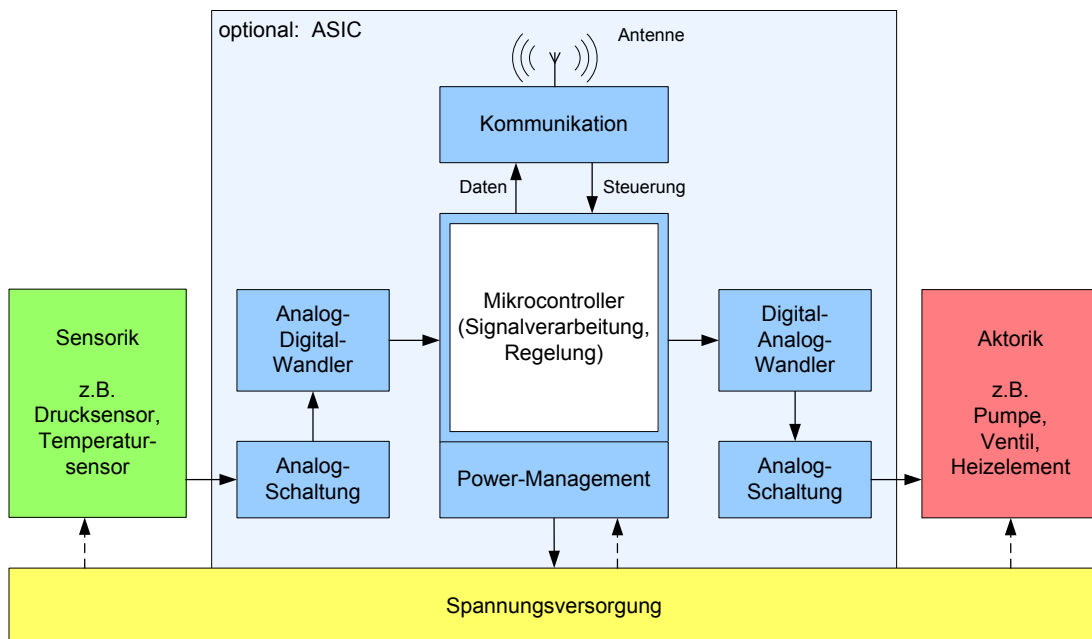 optional: ASIC
Antenne
Kommunikation
Daten
Steuerung
Sensorik
z.B.
Drucksensor,
Temperatur-
sensor
Analog-
Digital-
Wandler
Analog-
Schaltung
Mikrocontroller
(Signalverarbeitung,
Regelung)
Power-Management
Digital-
Analog-
Wandler
Analog-
Schaltung
Aktorik
z.B.
Pumpe,
Ventil,
Heizelement
Spannungsversorgung